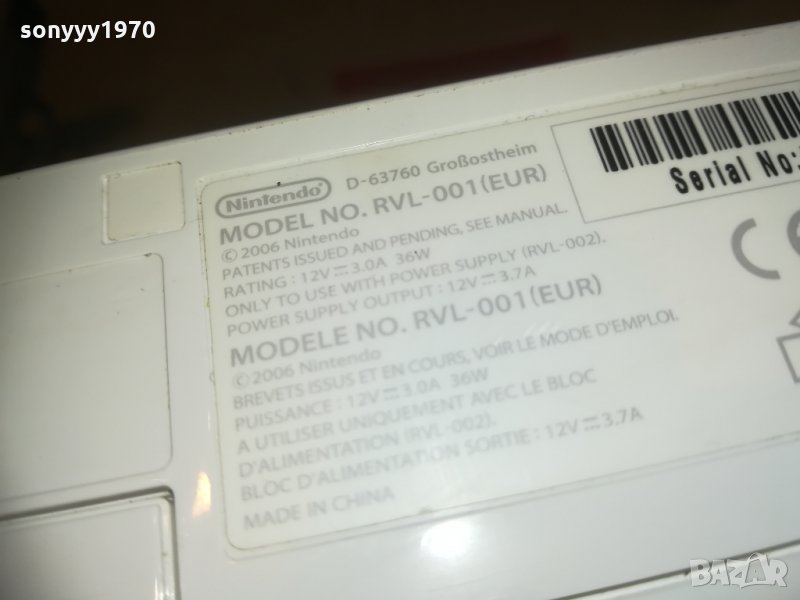 sonyyy1970
Nintendo D-63760 Großostheim
MODEL NO. RVL-001(EUR)
©2006 Nintendo
PATENTS ISSUED AND PENDING, SEE MANUAL.
RATING : 12V⎓3.0A 36W
ONLY TO USE WITH POWER SUPPLY (RVL-002).
POWER SUPPLY OUTPUT : 12V⎓3.7A
MODELE NO. RVL-001(EUR)
©2006 Nintendo
BREVETS ISSUS ET EN COURS, VOIR LE MODE D'EMPLOI.
PUISSANCE : 12V⎓3.0A 36W
A UTILISER UNIQUEMENT AVEC LE BLOC
D'ALIMENTATION (RVL-002).
BLOC D'ALIMENTATION SORTIE : 12V⎓3.7A
MADE IN CHINA
Serial No:
CE
BAZAR